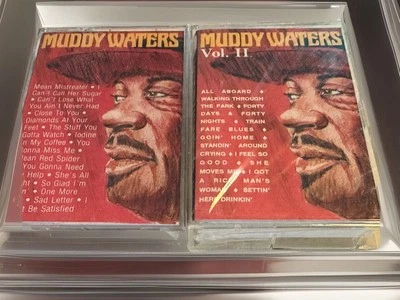 MUDDY WATERS
Mean Mistreater ♦ I
Can't Call Her Sugar
♦ Can't Lose What
You Ain't Never Had
♦ Close To You ♦
Diamonds At Your
Feet ♦ The Stuff You
Gotta Watch ♦ Iodine
In My Coffee ♦ You
Gonna Miss Me ♦
Mean Red Spider
You Gonna Need
Help ♦ She's All
Right ♦ So Glad I'm
♦ One More
♦ Sad Letter ♦ I
t Be Satisfied
MUDDY WATERS
Vol. II
ALL ABOARD ♦
WALKING THROUGH
THE PARK ♦ FORTY
DAYS & FORTY
NIGHTS ♦ TRAIN
FARE BLUES ♦
GOIN' HOME ♦
STANDIN' AROUND
CRYING ♦ I FEEL SO
GOOD ♦ SHE
MOVES ME ♦ I GOT
A RICH MAN'S
WOMAN ♦ SETTIN'
HERE DRINKIN'